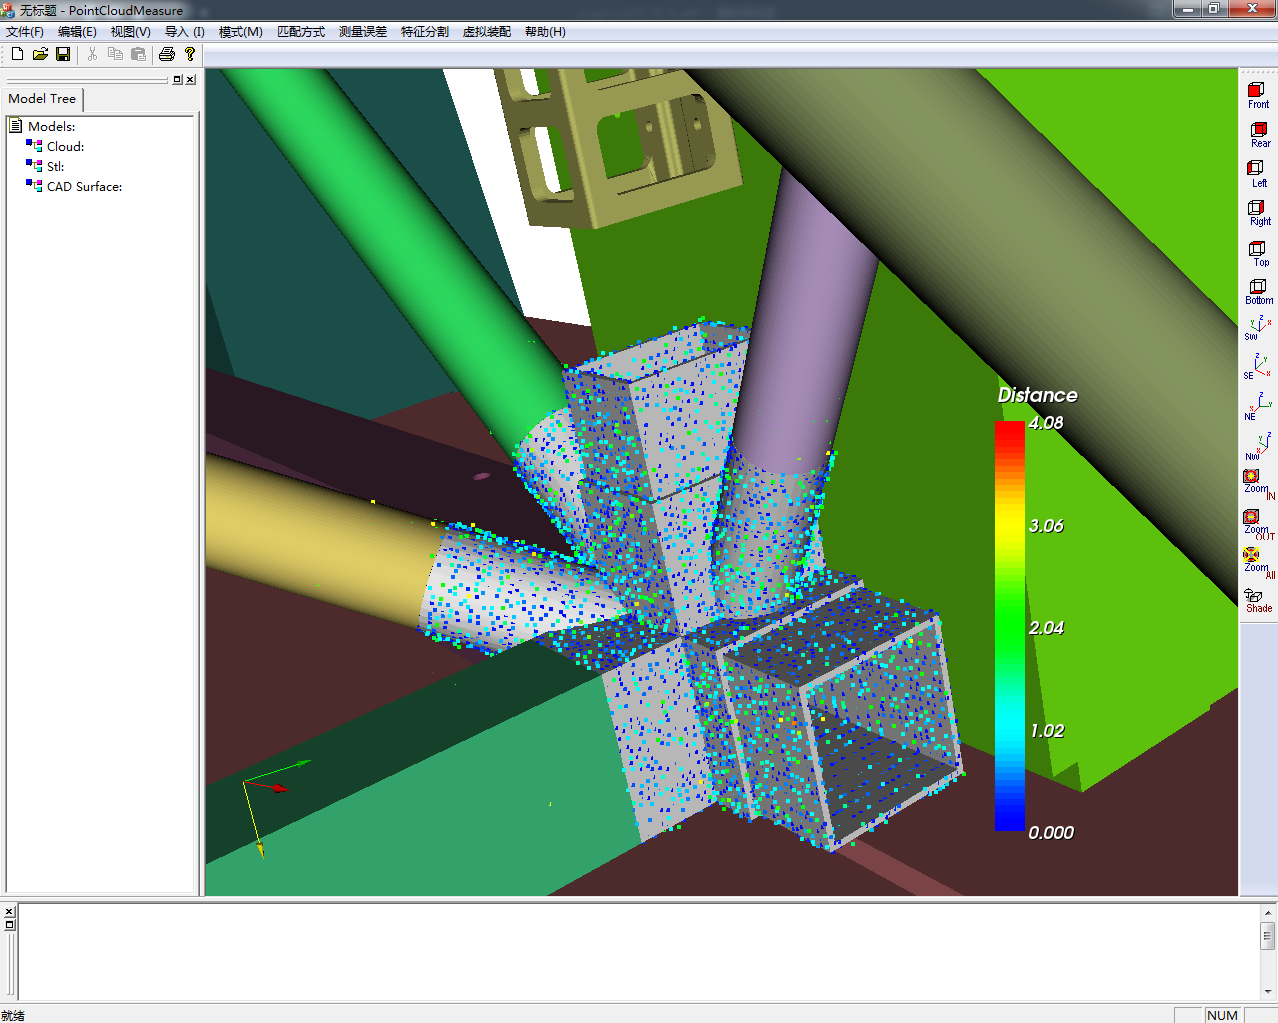 无标题 - PointCloudMeasure
文件(F) 编辑(E) 视图(V) 导入 (I) 模式(M) 匹配方式 测量误差 特征分割 虚拟装配 帮助(H)
Model Tree
Models:
Cloud:
Stl:
CAD Surface:
Distance
4.08
3.06
2.04
1.02
0.000
Front
Rear
Left
Right
Top
Bottom
SW
SE
NE
NW
Zoom IN
Zoom OUT
Zoom All
Shade
就绪
NUM